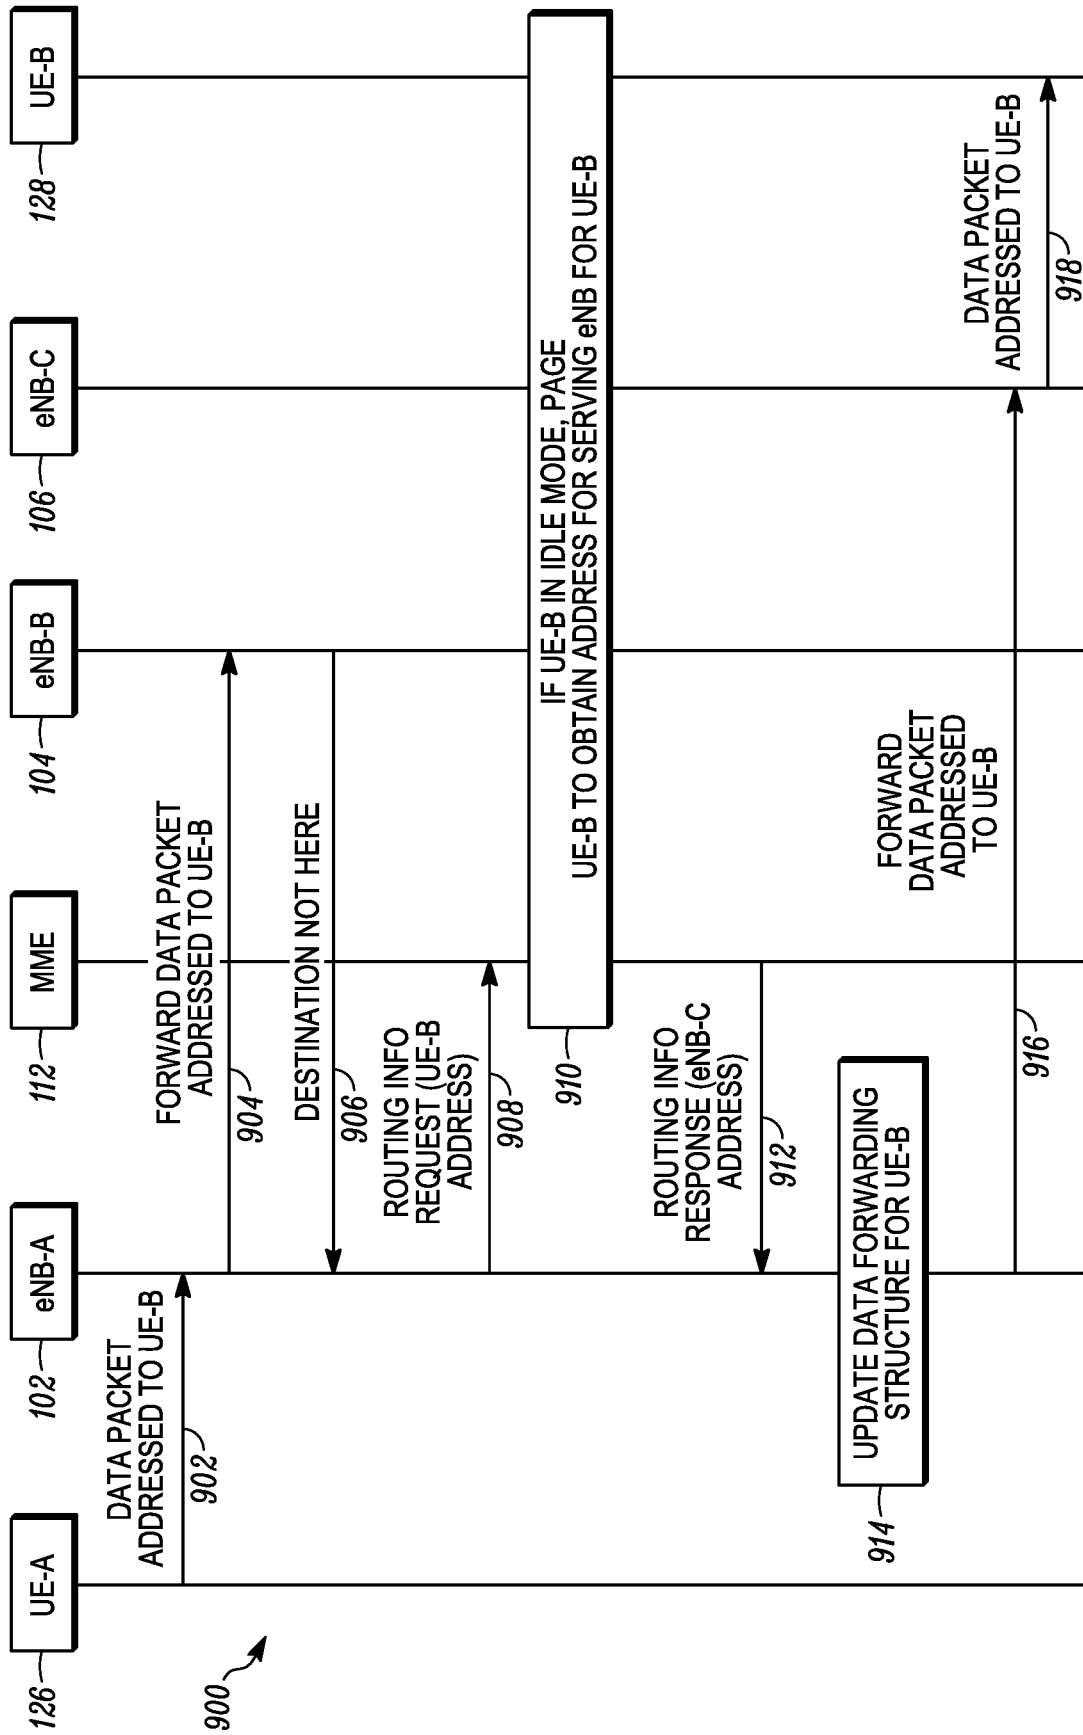 900
UE-A
126
eNB-A
102
MME
112
eNB-B
104
eNB-C
106
UE-B
128
DATA PACKET
ADDRESSED TO UE-B
902
FORWARD DATA PACKET
ADDRESSED TO UE-B
904
DESTINATION NOT HERE
906
ROUTING INFO
REQUEST (UE-B
ADDRESS)
908
IF UE-B IN IDLE MODE, PAGE
UE-B TO OBTAIN ADDRESS FOR SERVING eNB FOR UE-B
910
ROUTING INFO
RESPONSE (eNB-C
ADDRESS)
912
UPDATE DATA FORWARDING
STRUCTURE FOR UE-B
914
FORWARD
DATA PACKET
ADDRESSED
TO UE-B
916
DATA PACKET
ADDRESSED TO UE-B
918